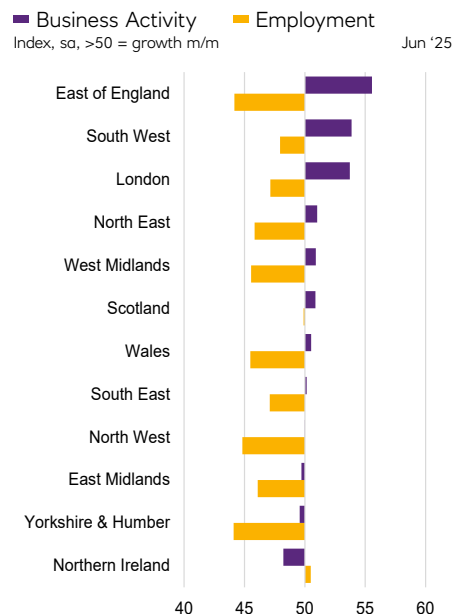 Business Activity Employment
Index, sa, >50 = growth m/m Jun ‘25
East of England
South West
London
North East
West Midlands
Scotland
Wales
South East
North West
East Midlands
Yorkshire & Humber
Northern Ireland
40 45 50 55 60